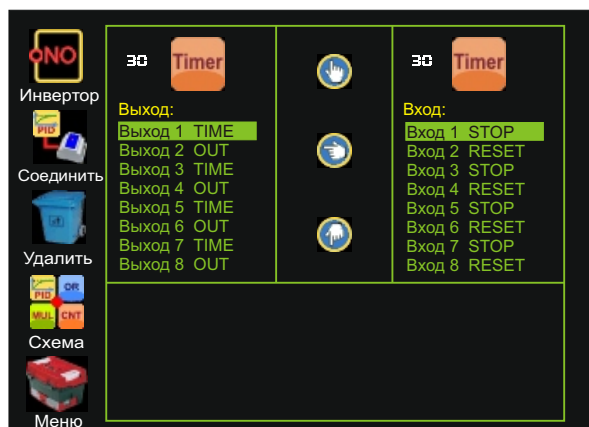 NO
Инвертор
PID
Соединить
Удалить
PID OR
MUL CNT
Схема
Меню
30 Timer
Выход:
Выход 1 TIME
Выход 2 OUT
Выход 3 TIME
Выход 4 OUT
Выход 5 TIME
Выход 6 OUT
Выход 7 TIME
Выход 8 OUT
30 Timer
Вход:
Вход 1 STOP
Вход 2 RESET
Вход 3 STOP
Вход 4 RESET
Вход 5 STOP
Вход 6 RESET
Вход 7 STOP
Вход 8 RESET